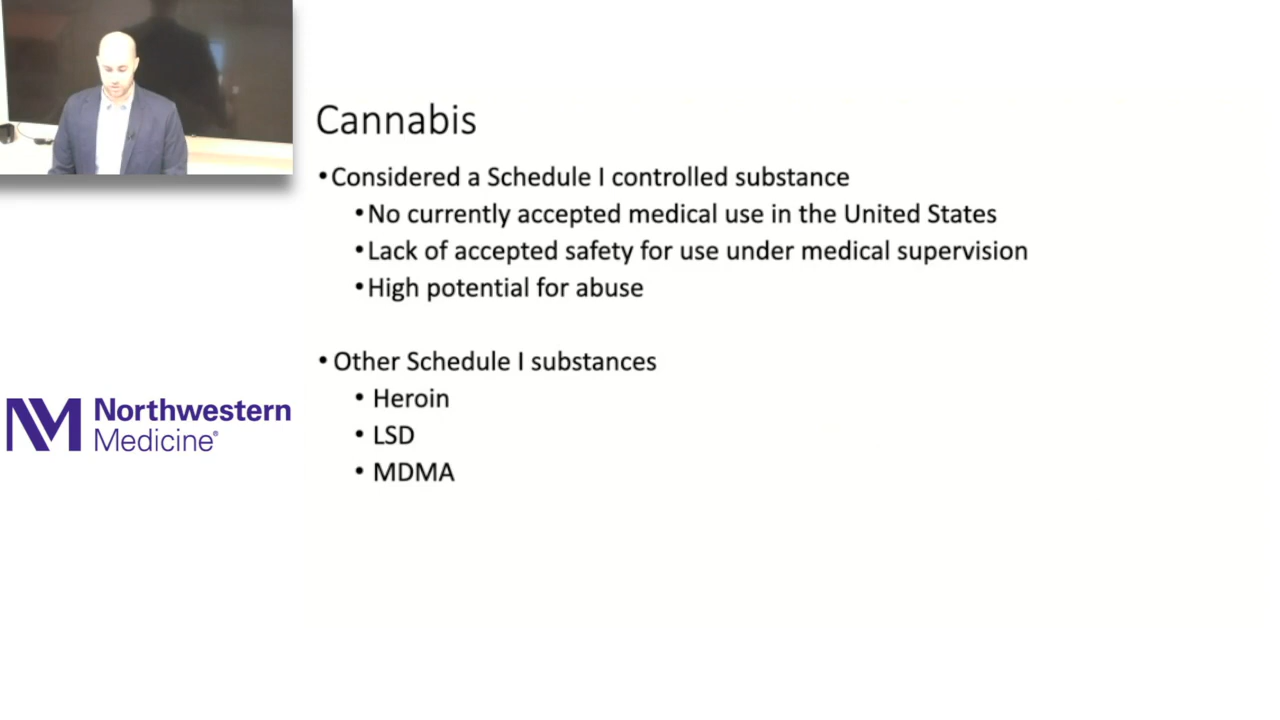 Cannabis
•Considered a Schedule I controlled substance
•No currently accepted medical use in the United States
•Lack of accepted safety for use under medical supervision
•High potential for abuse
• Other Schedule I substances
• Heroin
• LSD
• MDMA
Northwestern
Medicine®